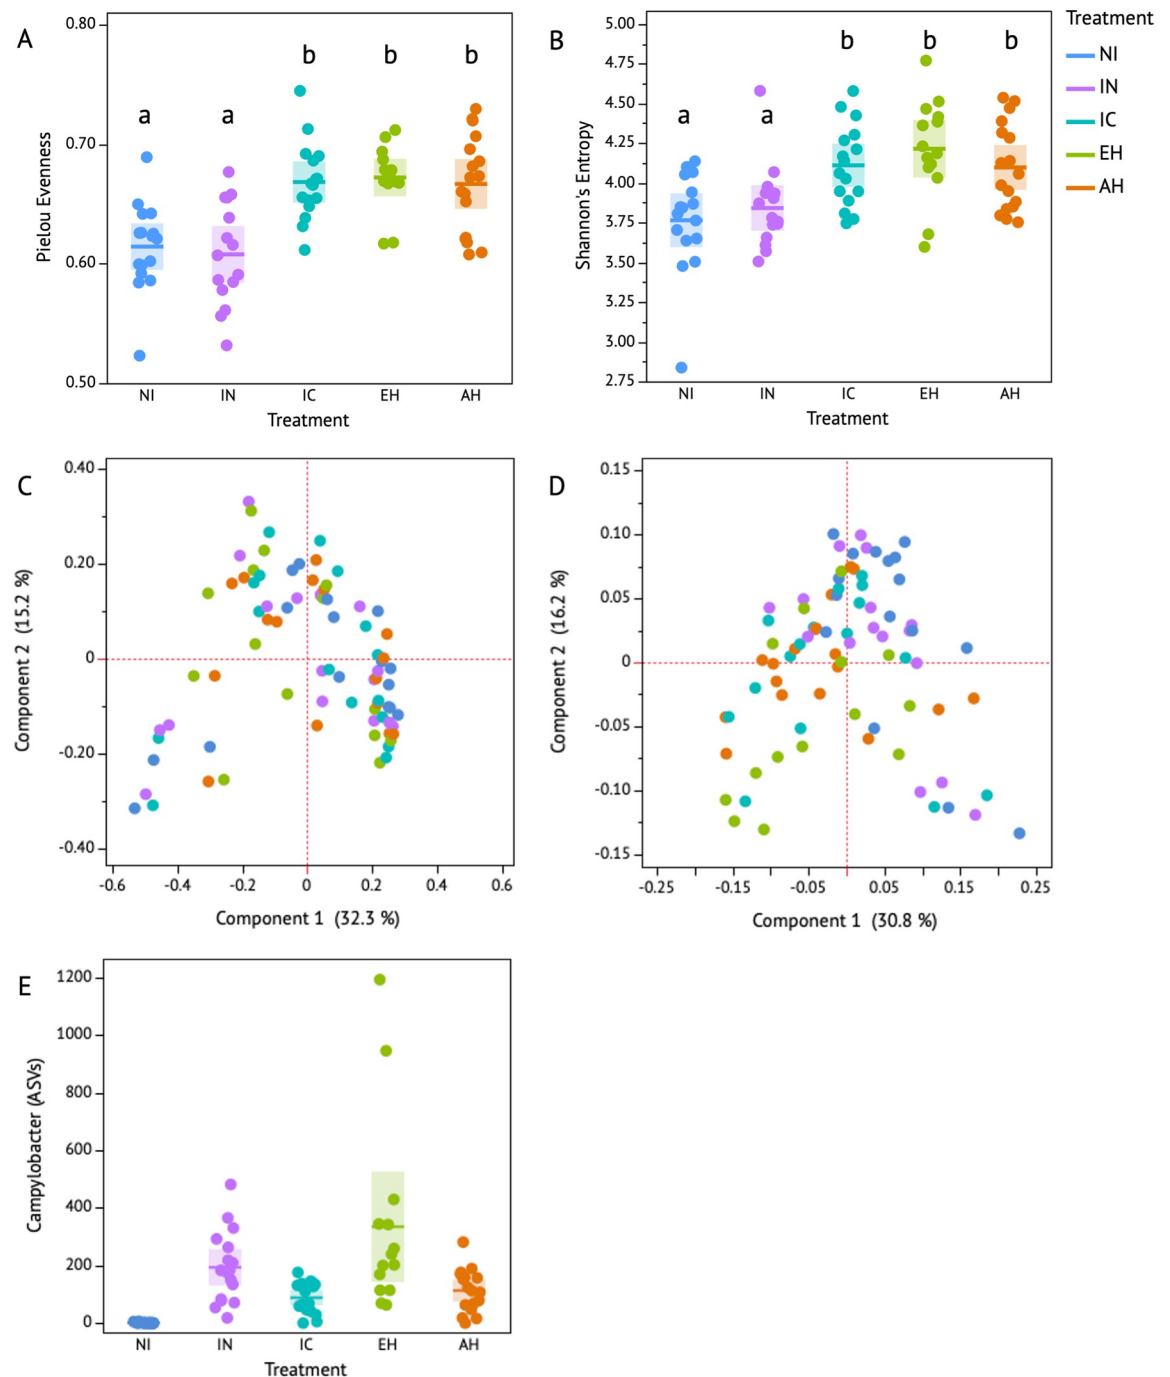 A
Pielou Evenness
0.80
0.70
0.60
0.50
a
a
b
b
b
NI
IN
IC
EH
AH
Treatment
B
Shannon's Entropy
5.00
4.75
4.50
4.25
4.00
3.75
3.50
3.25
3.00
2.75
a
a
b
b
b
NI
IN
IC
EH
AH
Treatment
Treatment
NI
IN
IC
EH
AH
C
Component 2 (15.2 %)
0.40
0.20
0
-0.20
-0.40
-0.6
-0.4
-0.2
0
0.2
0.4
0.6
Component 1 (32.3 %)
D
Component 2 (16.2 %)
0.15
0.10
0.05
0
-0.05
-0.10
-0.15
-0.25
-0.15
-0.05
0.05
0.15
0.25
Component 1 (30.8 %)
E
Campylobacter (ASVs)
1200
1000
800
600
400
200
0
NI
IN
IC
EH
AH
Treatment